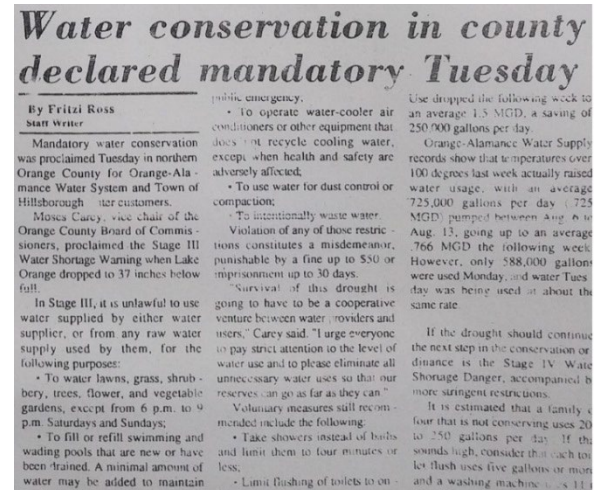 Water conservation in county
declared mandatory Tuesday
By Fritzi Ross
Staff Writer
Mandatory water conservation
was proclaimed Tuesday in northern
Orange County for Orange-Ala -
mance Water System and Town of
Hillsborough ter customers.
Moses Carey, vice chair of the
Orange County Board of Commis -
sioners, proclaimed the Stage III
Water Shortage Warning when Lake
Orange dropped to 37 inches below
full.
In Stage III, it is unlawful to use
water supplied by either water
supplier, or from any raw water
supply used by them, for the
following purposes:
• To water lawns, grass, shrub -
bery, trees, flower, and vegetable
gardens, except from 6 p.m. to 9
p.m. Saturdays and Sundays;
• To fill or refill swimming and
wading pools that are new or have
been drained. A minimal amount of
water may be added to maintain
public emergency;
• To operate water-cooler air
conditioners or other equipment that
does not recycle cooling water,
except when health and safety are
adversely affected;
• To use water for dust control or
compaction;
• To intentionally waste water.
Violation of any of those restric -
tions constitutes a misdemeanor,
punishable by a fine up to $50 or
imprisonment up to 30 days.
"Survival of this drought is
going to have to be a cooperative
venture between water providers and
users," Carey said. "I urge everyone
to pay strict attention to the level of
water use and to please eliminate all
unnecessary water uses so that our
reserves can go as far as they can."
Voluntary measures still recom -
mended include the following:
• Take showers instead of baths
and limit them to four minutes or
less;
• Limit flushing of toilets to on -
Use dropped the following week to
an average 1.5 MGD, a saving of
250,000 gallons per day.
Orange-Alamance Water Supply
records show that temperatures over
100 degrees last week actually raised
water usage, with an average
725,000 gallons per day (.725
MGD) pumped between Aug. 6 to
Aug. 13, going up to an average
.766 MGD the following week.
However, only 588,000 gallons
were used Monday, and water Tues
day was being used at about the
same rate.
If the drought should continue
the next step in the conservation or
dinance is the Stage IV Wate
Shortage Danger, accompanied b
more stringent restrictions.
It is estimated that a family
four that is not conserving uses 20
to 250 gallons per day. If th
sounds high, consider that each toi
let flush uses five gallons or mor
and a washing machine